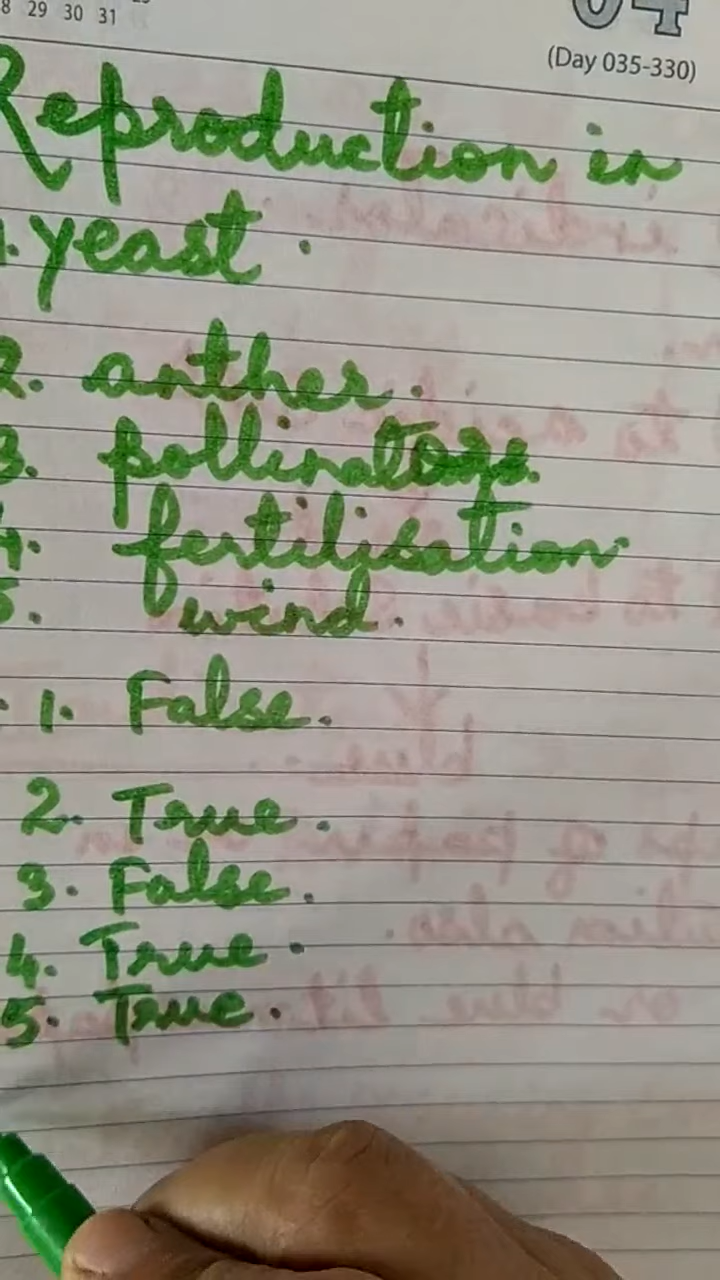 8 29 30 31
04
(Day 035-330)
Reproduction in
1. yeast.
2. anther.
3. pollinators.
4. fertilisation
5. wind.
1. False.
2. True.
3. False.
4. True.
5. True.